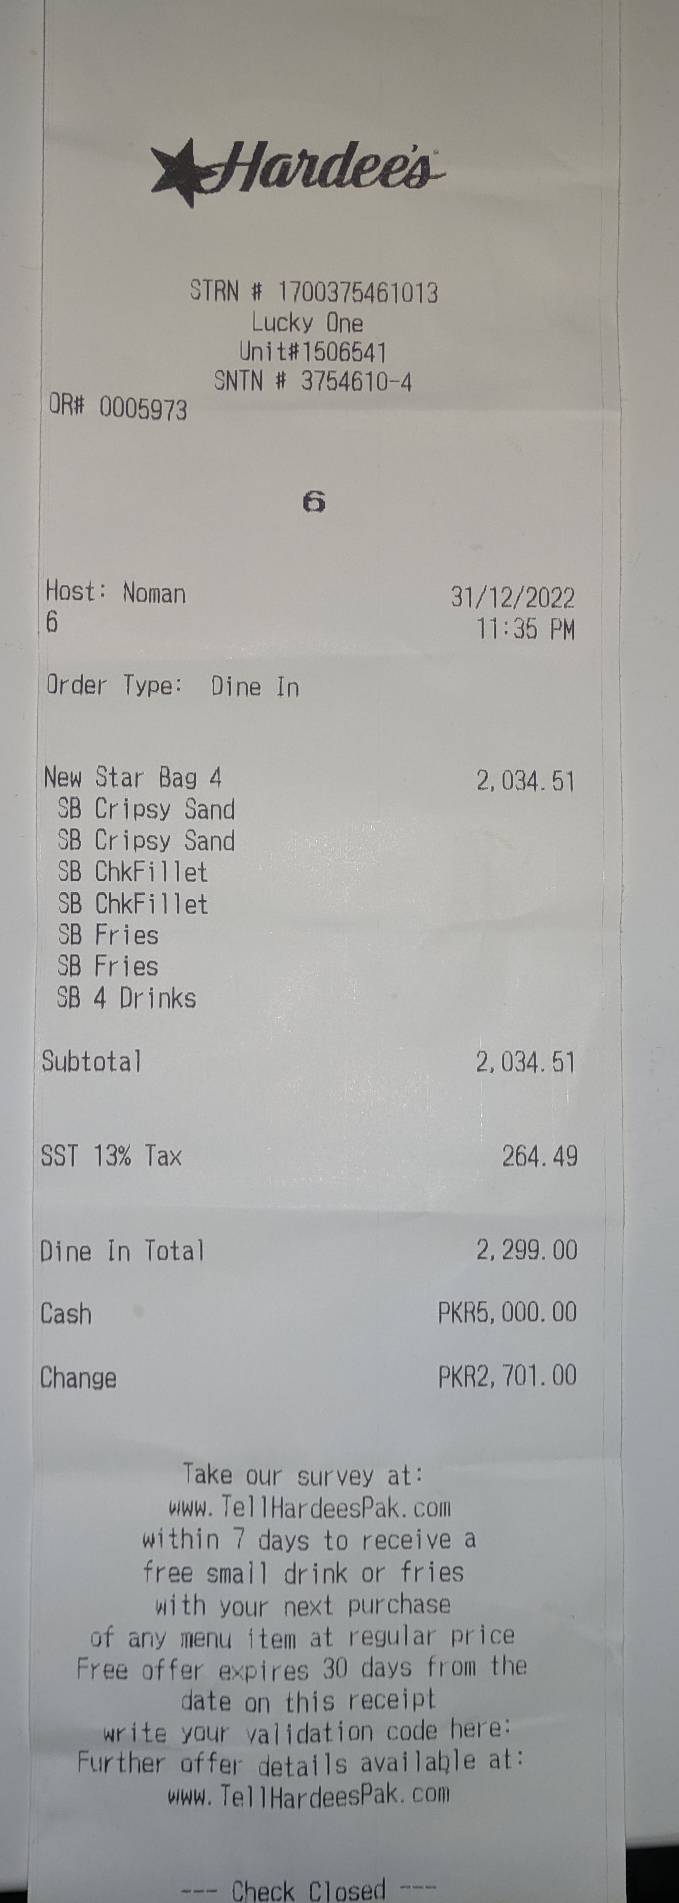 Hardee's
STRN # 1700375461013
Lucky One
Unit#1506541
SNTN # 3754610-4
OR# 0005973
6
Host: Noman 31/12/2022
6 11:35 PM
Order Type: Dine In
New Star Bag 4 2,034.51
SB Cripsy Sand
SB Cripsy Sand
SB ChkFillet
SB ChkFillet
SB Fries
SB Fries
SB 4 Drinks
Subtotal 2,034.51
SST 13% Tax 264.49
Dine In Total 2,299.00
Cash PKR5,000.00
Change PKR2,701.00
Take our survey at:
www.TellHardeesPak.com
within 7 days to receive a
free small drink or fries
with your next purchase
of any menu item at regular price
Free offer expires 30 days from the
date on this receipt
write your validation code here:
Further offer details available at:
www.TellHardeesPak.com
--- Check Closed ---